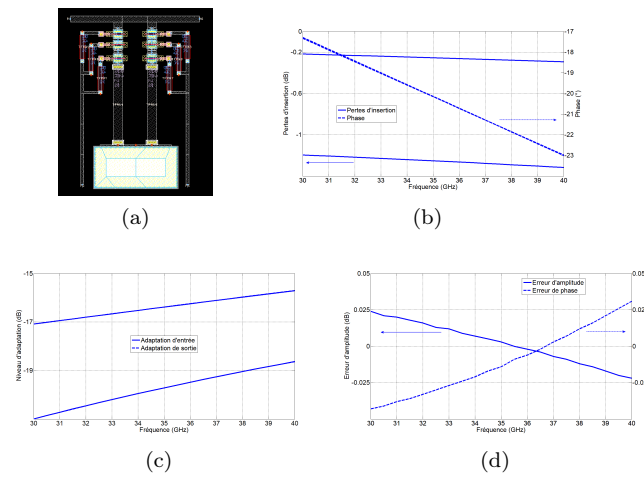 (a)
0
-0.2
-0.6
-1
Pertes d'insertion (dB)
Pertes d'insertion
Phase
17
18
19
20
21
22
23
Phase (°)
30 31 32 33 34 35 36 37 38 39 40
Fréquence (GHz)
(b)
-15
-17
-19
Niveau d'adaptation (dB)
Adaptation d'entrée
Adaptation de sortie
30 31 32 33 34 35 36 37 38 39 40
Fréquence (GHz)
(c)
0.05
0.025
0
-0.025
Erreur d'amplitude (dB)
Erreur d'amplitude
Erreur de phase
0.05
0
30 31 32 33 34 35 36 37 38 39 40
Fréquence (GHz)
(d)